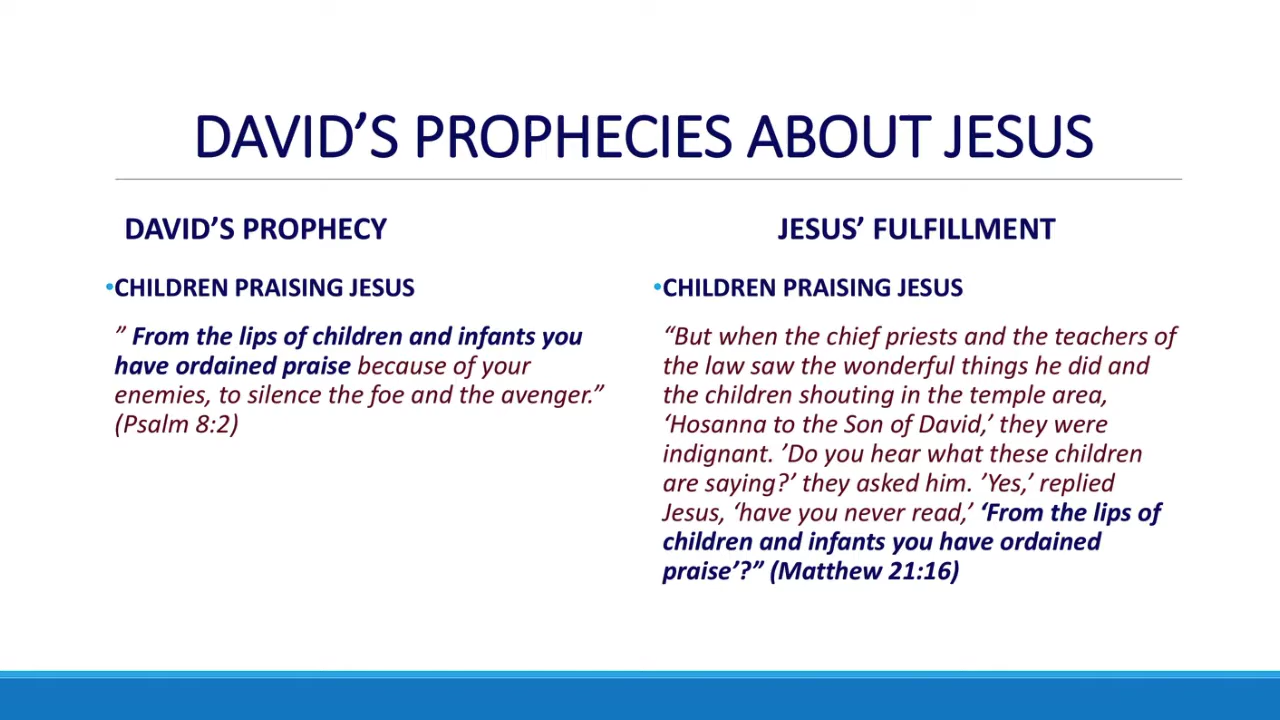 DAVID’S PROPHECIES ABOUT JESUS
DAVID’S PROPHECY
•CHILDREN PRAISING JESUS
” From the lips of children and infants you
have ordained praise because of your
enemies, to silence the foe and the avenger.”
(Psalm 8:2)
JESUS’ FULFILLMENT
•CHILDREN PRAISING JESUS
“But when the chief priests and the teachers of
the law saw the wonderful things he did and
the children shouting in the temple area,
‘Hosanna to the Son of David,’ they were
indignant. ’Do you hear what these children
are saying?’ they asked him. ’Yes,’ replied
Jesus, ‘have you never read,’ ‘From the lips of
children and infants you have ordained
praise’?” (Matthew 21:16)